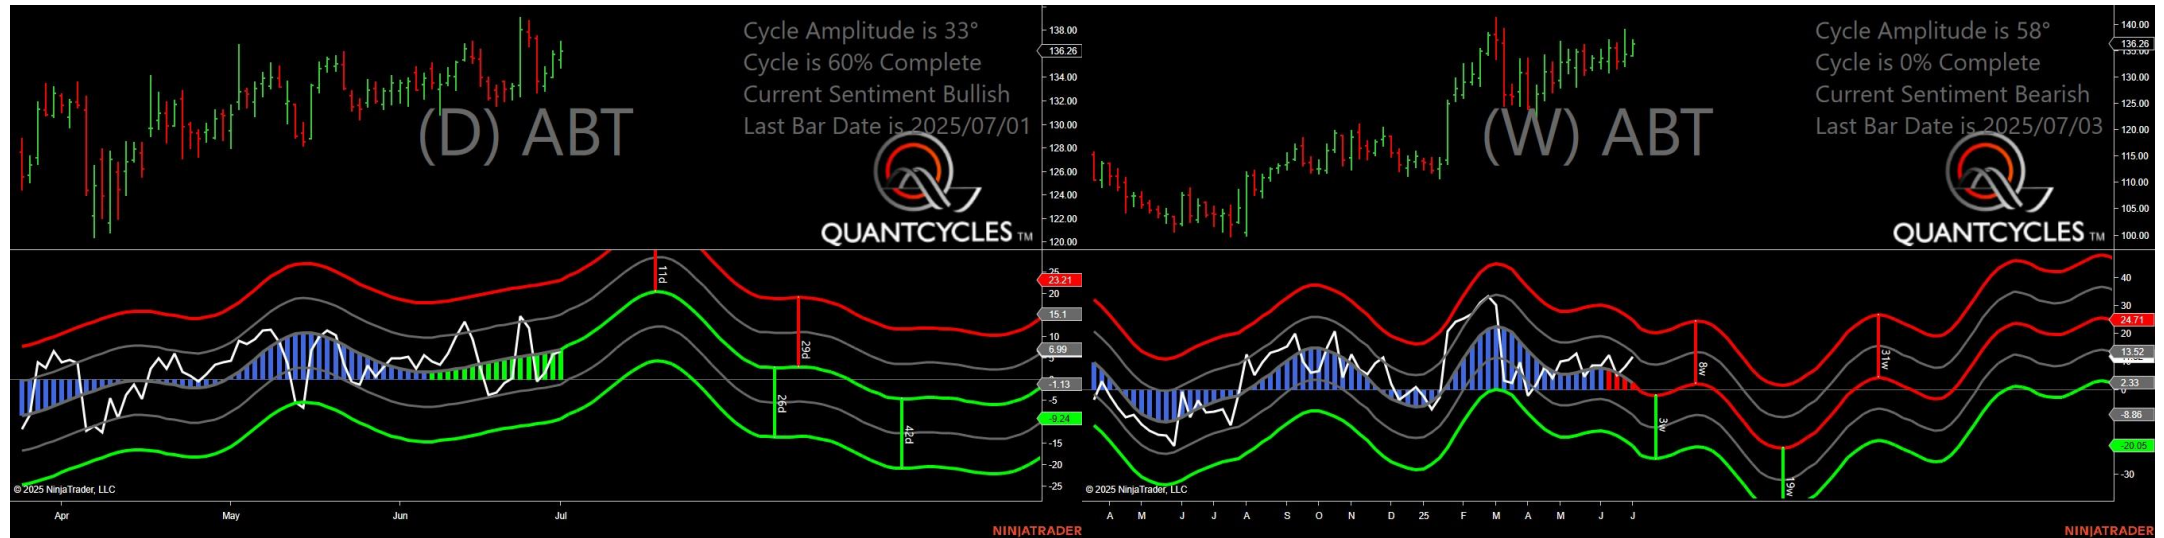 Cycle Amplitude is 33°
Cycle is 60% Complete
Current Sentiment Bullish
Last Bar Date is 2025/07/01
(D) ABT
QUANTCYCLES TM
138.00
136.26
134.00
132.00
130.00
128.00
126.00
124.00
122.00
120.00
25
23.21
20
15.1
10
6.99
-1.13
-5
-9.24
-15
-20
-25
11d
29d
26d
42d
© 2025 NinjaTrader, LLC
Apr May Jun Jul
NINJATRADER
Cycle Amplitude is 58°
Cycle is 0% Complete
Current Sentiment Bearish
Last Bar Date is 2025/07/03
(W) ABT
QUANTCYCLES TM
140.00
136.26
130.00
125.00
120.00
115.00
110.00
105.00
100.00
40
30
24.71
20
13.52
2.33
-8.86
-20.05
-30
8w
31w
3w
19w
© 2025 NinjaTrader, LLC
A M J J A S O N D 25 F M A M J J
NINJATRADER